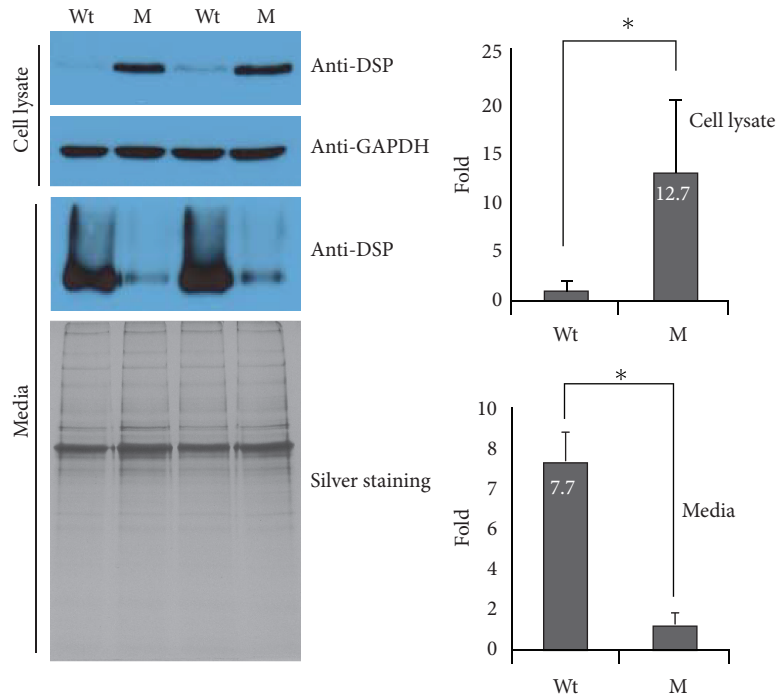 Wt M Wt M
Cell lysate
Anti-DSP
Anti-GAPDH
Media
Anti-DSP
Silver staining
Fold
25
20
15
10
5
0
*
Cell lysate
12.7
Wt M
Fold
10
8
7
6
4
2
0
*
7.7
Media
Wt M